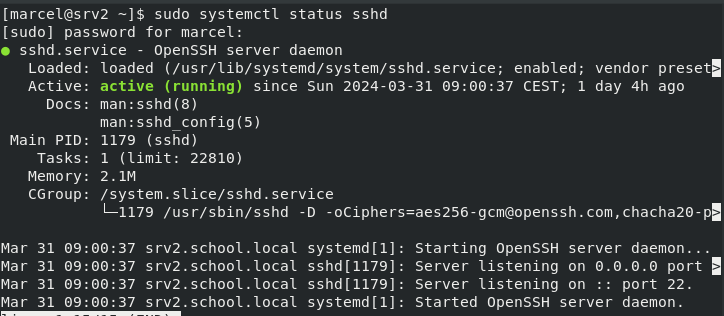 [marcel@srv2 ~]$ sudo systemctl status sshd
[sudo] password for marcel:
● sshd.service - OpenSSH server daemon
   Loaded: loaded (/usr/lib/systemd/system/sshd.service; enabled; vendor preset>
   Active: active (running) since Sun 2024-03-31 09:00:37 CEST; 1 day 4h ago
     Docs: man:sshd(8)
           man:sshd_config(5)
 Main PID: 1179 (sshd)
    Tasks: 1 (limit: 22810)
   Memory: 2.1M
   CGroup: /system.slice/sshd.service
           └─1179 /usr/sbin/sshd -D -oCiphers=aes256-gcm@openssh.com,chacha20-p>
Mar 31 09:00:37 srv2.school.local systemd[1]: Starting OpenSSH server daemon...
Mar 31 09:00:37 srv2.school.local sshd[1179]: Server listening on 0.0.0.0 port >
Mar 31 09:00:37 srv2.school.local sshd[1179]: Server listening on :: port 22.
Mar 31 09:00:37 srv2.school.local systemd[1]: Started OpenSSH server daemon.